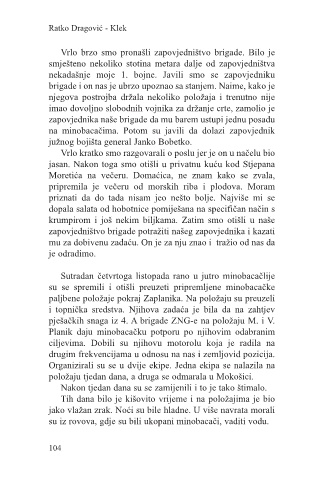 Ratko Dragović - Klek
Vrlo brzo smo pronašli zapovjedništvo brigade. Bilo je
smješteno nekoliko stotina metara dalje od zapovjedništva
nekadašnje moje 1. bojne. Javili smo se zapovjedniku
brigade i on nas je ubrzo upoznao sa stanjem. Naime, kako je
njegova postrojba držala nekoliko položaja i trenutno nije
imao dovoljno slobodnih vojnika za držanje crte, zamolio je
zapovjednika naše brigade da mu barem ustupi jednu posadu
na minobacačima. Potom su javili da dolazi zapovjednik
južnog bojišta general Janko Bobetko.
Vrlo kratko smo razgovarali o poslu jer je on u načelu bio
jasan. Nakon toga smo otišli u privatnu kuću kod Stjepana
Moretića na večeru. Domaćica, ne znam kako se zvala,
pripremila je večeru od morskih riba i plodova. Moram
priznati da do tada nisam jeo nešto bolje. Najviše mi se
dopala salata od hobotnice pomiješana na specifičan način s
krumpirom i još nekim biljkama. Zatim smo otišli u naše
zapovjedništvo brigade potražiti našeg zapovjednika i kazati
mu za dobivenu zadaću. On je za nju znao i  tražio od nas da
je odradimo.
Sutradan četvrtoga listopada rano u jutro minobacačlije
su se spremili i otišli preuzeti pripremljene minobacačke
paljbene položaje pokraj Zaplanika. Na položaju su preuzeli
i topnička sredstva. Njihova zadaća je bila da na zahtjev
pješačkih snaga iz 4. A brigade ZNG-e na položaju M. i V.
Planik daju minobacačku potporu po njihovim odabranim
ciljevima. Dobili su njihovu motorolu koja je radila na
drugim frekvencijama u odnosu na nas i zemljovid pozicija.
Organizirali su se u dvije ekipe. Jedna ekipa se nalazila na
položaju tjedan dana, a druga se odmarala u Mokošici.
Nakon tjedan dana su se zamijenili i to je tako štimalo.
Tih dana bilo je kišovito vrijeme i na položajima je bio
jako vlažan zrak. Noći su bile hladne. U više navrata morali
su iz rovova, gdje su bili ukopani minobacači, vaditi vodu.
104